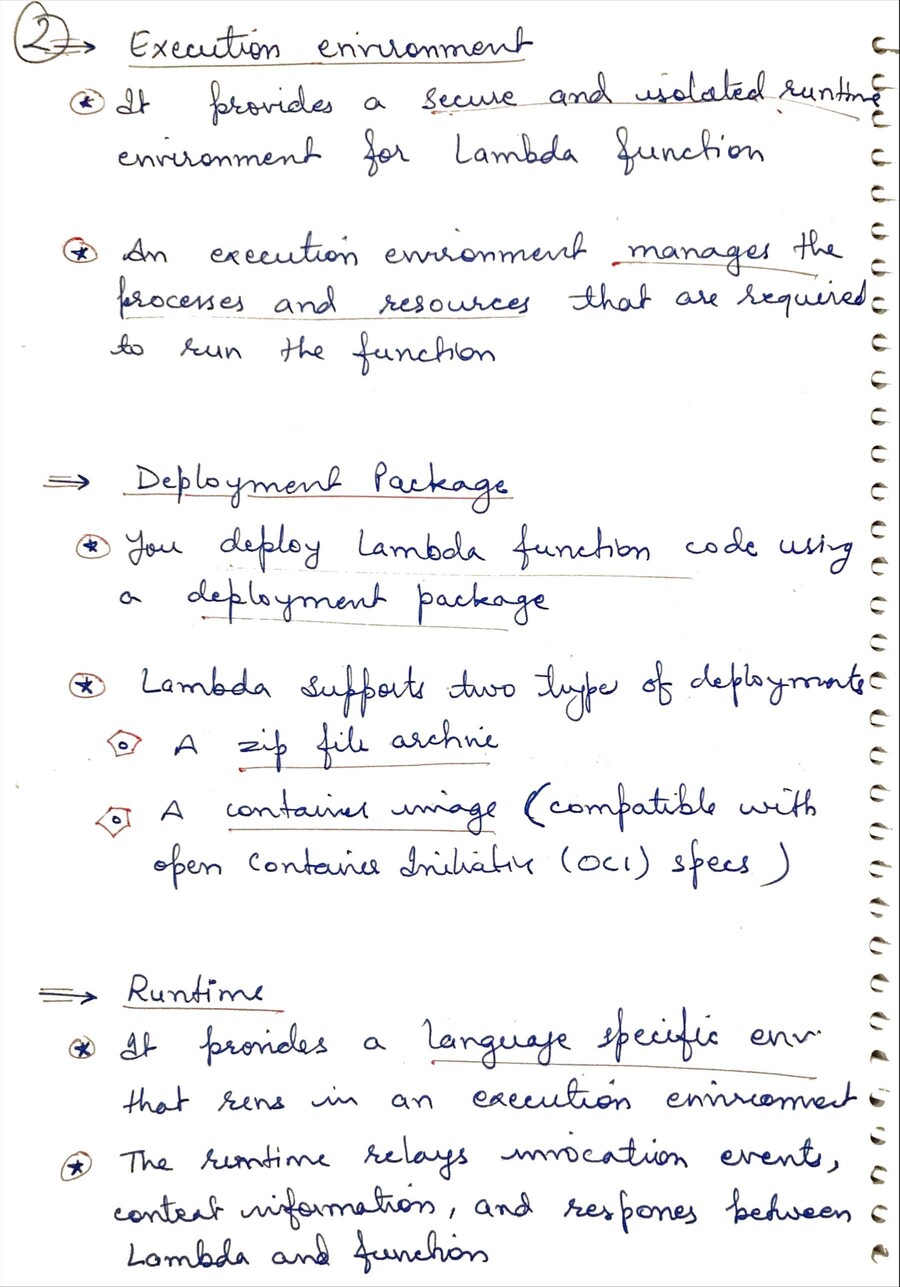 ② ⇒ Execution environment
⍟ It provides a secure and isolated runtime
environment for Lambda function
⍟ An execution environment manages the
processes and resources that are required
to run the function
⇒ Deployment Package
⍟ You deploy Lambda function code using
a deployment package
⍟ Lambda supports two type of deployments
A zip file archive
A container image (compatible with
open container Initiative (OCI) specs)
⇒ Runtime
⍟ It provides a language specific env.
that runs in an execution environment
⍟ The runtime relays invocation events,
context information, and respones between
Lambda and function